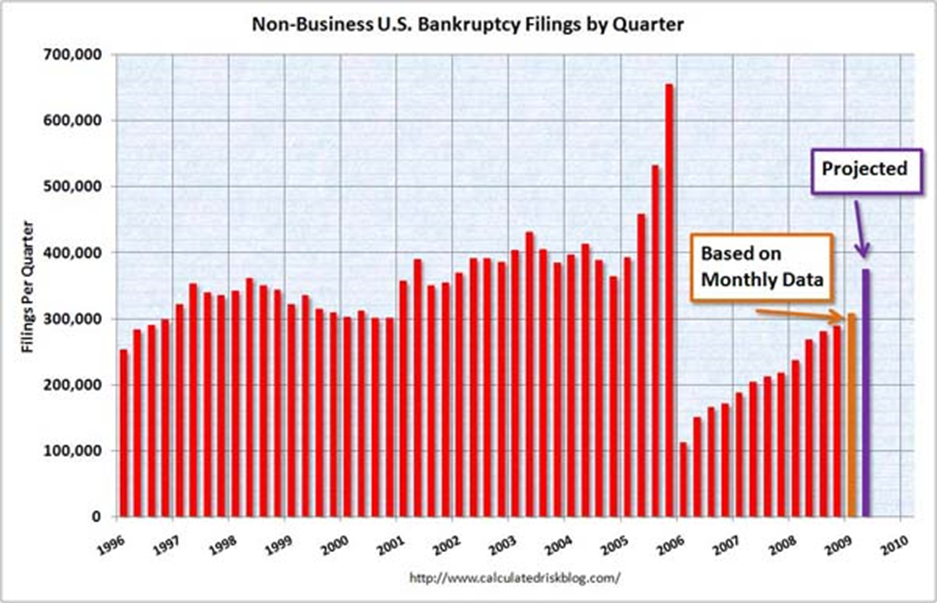 Non-Business U.S. Bankruptcy Filings by Quarter
700,000
600,000
500,000
400,000
300,000
200,000
100,000
0
Filings Per Quarter
Projected
Based on
Monthly Data
1996 1997 1998 1999 2000 2001 2002 2003 2004 2005 2006 2007 2008 2009 2010
http://www.calculatedriskblog.com/